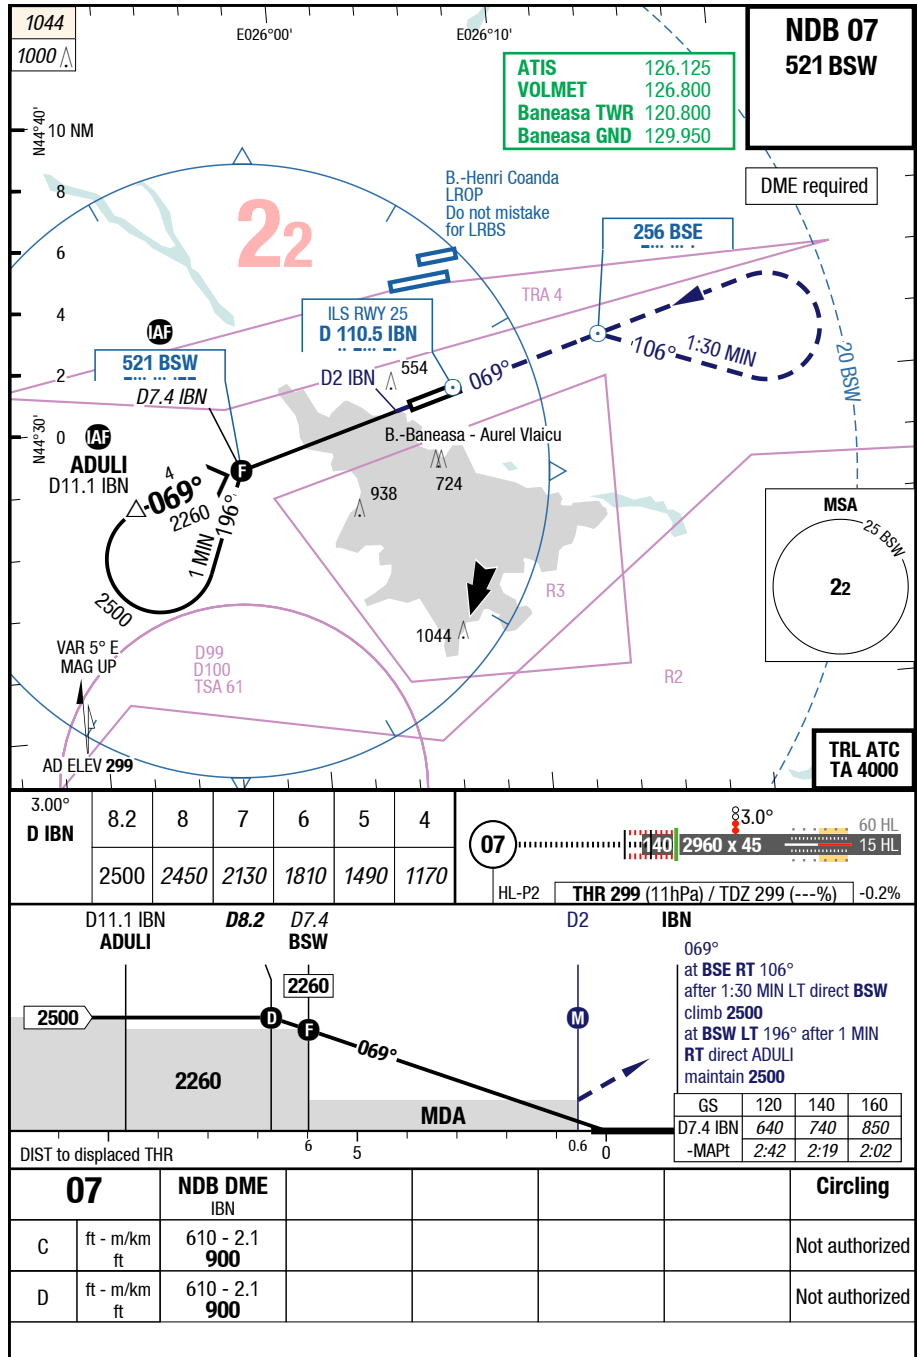 1044
1000
E026°00'
E026°10'
NDB 07
521 BSW
ATIS 126.125
VOLMET 126.800
Baneasa TWR 120.800
Baneasa GND 129.950
N44°40'
10 NM
8
6
4
2
0
N44°30'
DME required
B.-Henri Coanda
LROP
Do not mistake
for LRBS
22
256 BSE
TRA 4
ILS RWY 25
D 110.5 IBN
IAF
521 BSW
D7.4 IBN
D2 IBN
554
069°
106°
1:30 MIN
20 BSW
IAF
ADULI
D11.1 IBN
F
B.-Baneasa - Aurel Vlaicu
4
069°
2260
196°
1 MIN
2500
938
724
MSA
25 BSW
22
R3
1044
VAR 5° E
MAG UP
D99
D100
TSA 61
R2
AD ELEV 299
TRL ATC
TA 4000
3.00°
D IBN
8.2 8 7 6 5 4
2500 2450 2130 1810 1490 1170
07
3.0°
140 2960 x 45
60 HL
15 HL
HL-P2
THR 299 (11hPa) / TDZ 299 (---%)
-0.2%
D11.1 IBN
ADULI
D8.2
D7.4
BSW
D2
IBN
2260
2500
D
F
M
069°
2260
MDA
069°
at BSE RT 106°
after 1:30 MIN LT direct BSW
climb 2500
at BSW LT 196° after 1 MIN
RT direct ADULI
maintain 2500
GS 120 140 160
D7.4 IBN 640 740 850
-MAPt 2:42 2:19 2:02
DIST to displaced THR
6 5 0.6 0
07 NDB DME Circling
IBN
C ft - m/km 610 - 2.1 Not authorized
ft 900
D ft - m/km 610 - 2.1 Not authorized
ft 900